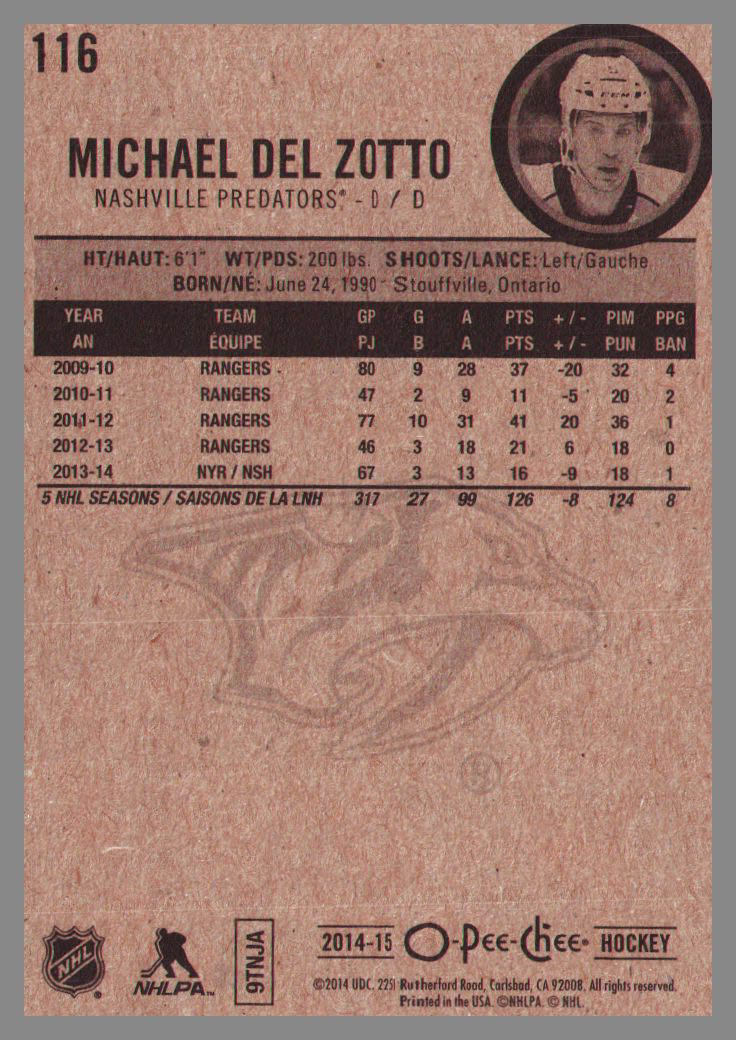 116
MICHAEL DEL ZOTTO
NASHVILLE PREDATORS® - D / D
HT/HAUT: 6'1" WT/PDS: 200 lbs. SHOOTS/LANCE: Left/Gauche
BORN/NÉ: June 24, 1990 - Stouffville, Ontario
YEAR TEAM GP G A PTS + / - PIM PPG
AN ÉQUIPE PJ B A PTS + / - PUN BAN
2009-10 RANGERS 80 9 28 37 -20 32 4
2010-11 RANGERS 47 2 9 11 -5 20 2
2011-12 RANGERS 77 10 31 41 20 36 1
2012-13 RANGERS 46 3 18 21 6 18 0
2013-14 NYR / NSH 67 3 13 16 -9 18 1
5 NHL SEASONS / SAISONS DE LA LNH 317 27 99 126 -8 124 8
®
NHL ®
NHLPA™
9TNJA
2014-15 O-Pee-Chee® HOCKEY
©2014 UDC. 2251 Rutherford Road, Carlsbad, CA 92008. All rights reserved.
Printed in the USA. ©NHLPA. © NHL.